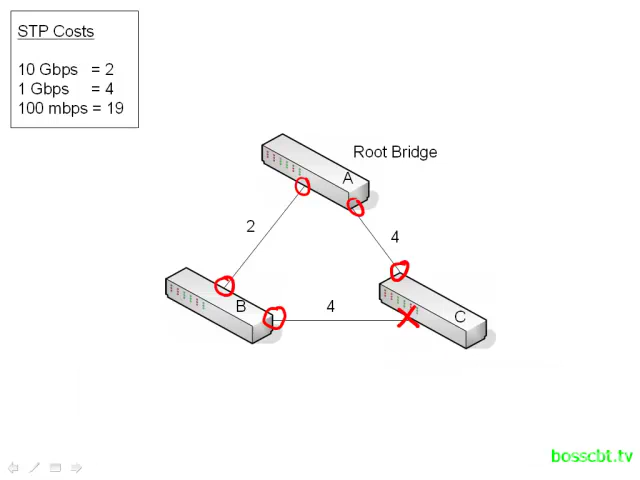 STP Costs
10 Gbps = 2
1 Gbps = 4
100 mbps = 19
Root Bridge
A
2
4
B
4
C
bosscbt.tv